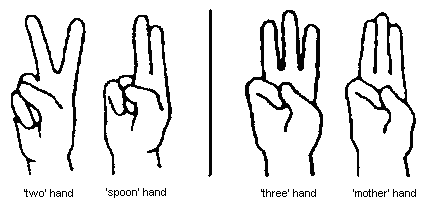 'two' hand
'spoon' hand
'three' hand
'mother' hand